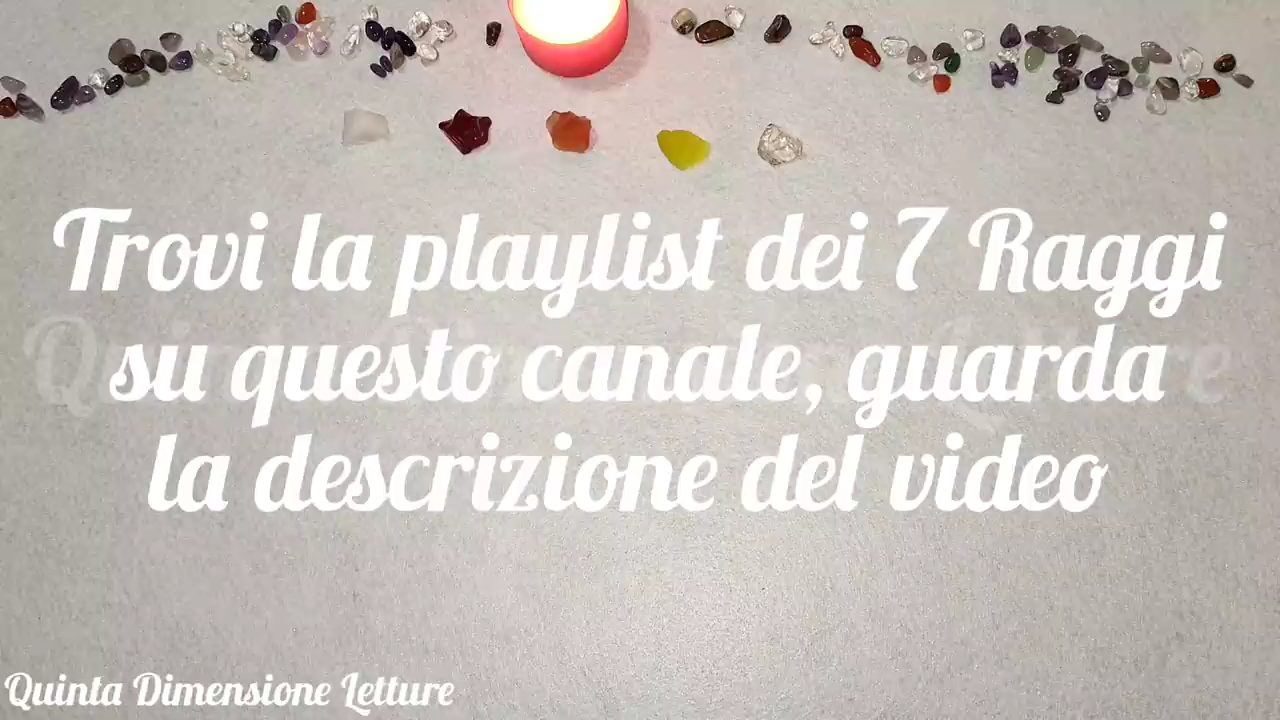 Trovi la playlist dei 7 Raggi
su questo canale, guarda
la descrizione del video
Quinta Dimensione Letture